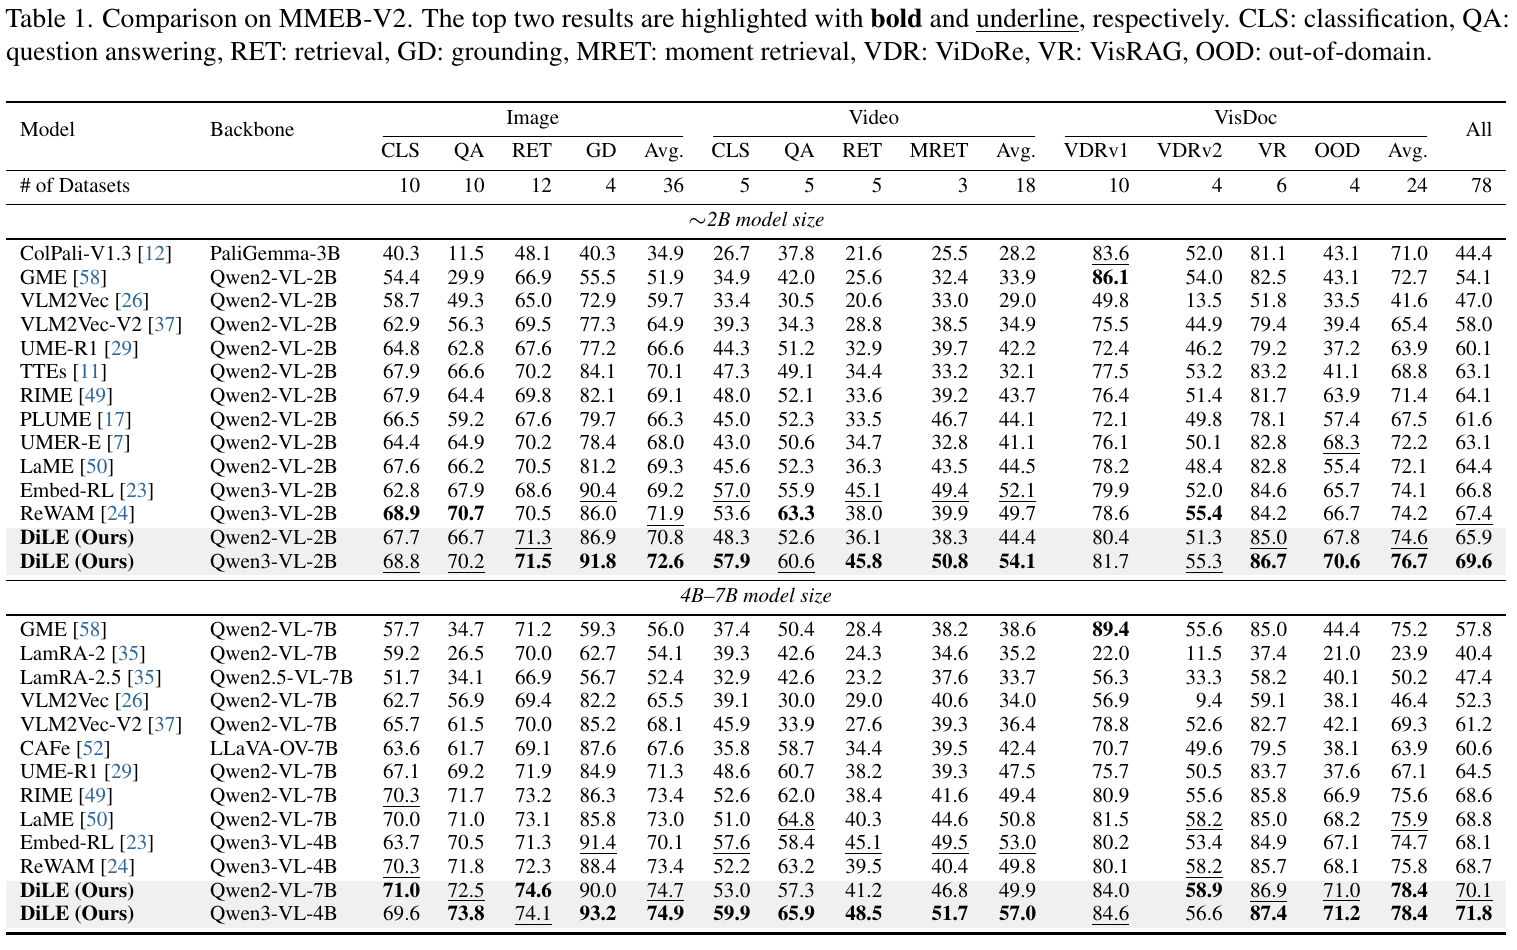 Table 1. Comparison on MMEB-V2. The top two results are highlighted with bold and underline, respectively. CLS: classification, QA:
question answering, RET: retrieval, GD: grounding, MRET: moment retrieval, VDR: ViDoRe, VR: VisRAG, OOD: out-of-domain.
Model Backbone Image Video VisDoc All
CLS QA RET GD Avg. CLS QA RET MRET Avg. VDRv1 VDRv2 VR OOD Avg.
# of Datasets 10 10 12 4 36 5 5 5 3 18 10 4 6 4 24 78
~2B model size
ColPali-V1.3 [12] PaliGemma-3B 40.3 11.5 48.1 40.3 34.9 26.7 37.8 21.6 25.5 28.2 83.6 52.0 81.1 43.1 71.0 44.4
GME [58] Qwen2-VL-2B 54.4 29.9 66.9 55.5 51.9 34.9 42.0 25.6 32.4 33.9 86.1 54.0 82.5 43.1 72.7 54.1
VLM2Vec [26] Qwen2-VL-2B 58.7 49.3 65.0 72.9 59.7 33.4 30.5 20.6 33.0 29.0 49.8 13.5 51.8 33.5 41.6 47.0
VLM2Vec-V2 [37] Qwen2-VL-2B 62.9 56.3 69.5 77.3 64.9 39.3 34.3 28.8 38.5 34.9 75.5 44.9 79.4 39.4 65.4 58.0
UME-R1 [29] Qwen2-VL-2B 64.8 62.8 67.6 77.2 66.6 44.3 51.2 32.9 39.7 42.2 72.4 46.2 79.2 37.2 63.9 60.1
TTEs [11] Qwen2-VL-2B 67.9 66.6 70.2 84.1 70.1 47.3 49.1 34.4 33.2 32.1 77.5 53.2 83.2 41.1 68.8 63.1
RIME [49] Qwen2-VL-2B 67.9 64.4 69.8 82.1 69.1 48.0 52.1 33.6 39.2 43.7 76.4 51.4 81.7 63.9 71.4 64.1
PLUME [17] Qwen2-VL-2B 66.5 59.2 67.6 79.7 66.3 45.0 52.3 33.5 46.7 44.1 72.1 49.8 78.1 57.4 67.5 61.6
UMER-E [7] Qwen2-VL-2B 64.4 64.9 70.2 78.4 68.0 43.0 50.6 34.7 32.8 41.1 76.1 50.1 82.8 68.3 72.2 63.1
LaME [50] Qwen2-VL-2B 67.6 66.2 70.5 81.2 69.3 45.6 52.3 36.3 43.5 44.5 78.2 48.4 82.8 55.4 72.1 64.4
Embed-RL [23] Qwen3-VL-2B 62.8 67.9 68.6 90.4 69.2 57.0 55.9 45.1 49.4 52.1 79.9 52.0 84.6 65.7 74.1 66.8
ReWAM [24] Qwen3-VL-2B 68.9 70.7 70.5 86.0 71.9 53.6 63.3 38.0 39.9 49.7 78.6 55.4 84.2 66.7 74.2 67.4
DiLE (Ours) Qwen2-VL-2B 67.7 66.7 71.3 86.9 70.8 48.3 52.6 36.1 38.3 44.4 80.4 51.3 85.0 67.8 74.6 65.9
DiLE (Ours) Qwen3-VL-2B 68.8 70.2 71.5 91.8 72.6 57.9 60.6 45.8 50.8 54.1 81.7 55.3 86.7 70.6 76.7 69.6
4B–7B model size
GME [58] Qwen2-VL-7B 57.7 34.7 71.2 59.3 56.0 37.4 50.4 28.4 38.2 38.6 89.4 55.6 85.0 44.4 75.2 57.8
LamRA-2 [35] Qwen2-VL-7B 59.2 26.5 70.0 62.7 54.1 39.3 42.6 24.3 34.6 35.2 22.0 11.5 37.4 21.0 23.9 40.4
LamRA-2.5 [35] Qwen2.5-VL-7B 51.7 34.1 66.9 56.7 52.4 32.9 42.6 23.2 37.6 33.7 56.3 33.3 58.2 40.1 50.2 47.4
VLM2Vec [26] Qwen2-VL-7B 62.7 56.9 69.4 82.2 65.5 39.1 30.0 29.0 40.6 34.0 56.9 9.4 59.1 38.1 46.4 52.3
VLM2Vec-V2 [37] Qwen2-VL-7B 65.7 61.5 70.0 85.2 68.1 45.9 33.9 27.6 39.3 36.4 78.8 52.6 82.7 42.1 69.3 61.2
CAFe [52] LLaVA-OV-7B 63.6 61.7 69.1 87.6 67.6 35.8 58.7 34.4 39.5 42.4 70.7 49.6 79.5 38.1 63.9 60.6
UME-R1 [29] Qwen2-VL-7B 67.1 69.2 71.9 84.9 71.3 48.6 60.7 38.2 39.3 47.5 75.7 50.5 83.7 37.6 67.1 64.5
RIME [49] Qwen2-VL-7B 70.3 71.7 73.2 86.3 73.4 52.6 62.0 38.4 41.6 49.4 80.9 55.6 85.8 66.9 75.6 68.6
LaME [50] Qwen2-VL-7B 70.0 71.0 73.1 85.8 73.0 51.0 64.8 40.3 44.6 50.8 81.5 58.2 85.0 68.2 75.9 68.8
Embed-RL [23] Qwen3-VL-4B 63.7 70.5 71.3 91.4 70.1 57.6 58.4 45.1 49.5 53.0 80.2 53.4 84.9 67.1 74.7 68.1
ReWAM [24] Qwen3-VL-4B 70.3 71.8 72.3 88.4 73.4 52.2 63.2 39.5 40.4 49.8 80.1 58.2 85.7 68.1 75.8 68.7
DiLE (Ours) Qwen2-VL-7B 71.0 72.5 74.6 90.0 74.7 53.0 57.3 41.2 46.8 49.9 84.0 58.9 86.9 71.0 78.4 70.1
DiLE (Ours) Qwen3-VL-4B 69.6 73.8 74.1 93.2 74.9 59.9 65.9 48.5 51.7 57.0 84.6 56.6 87.4 71.2 78.4 71.8